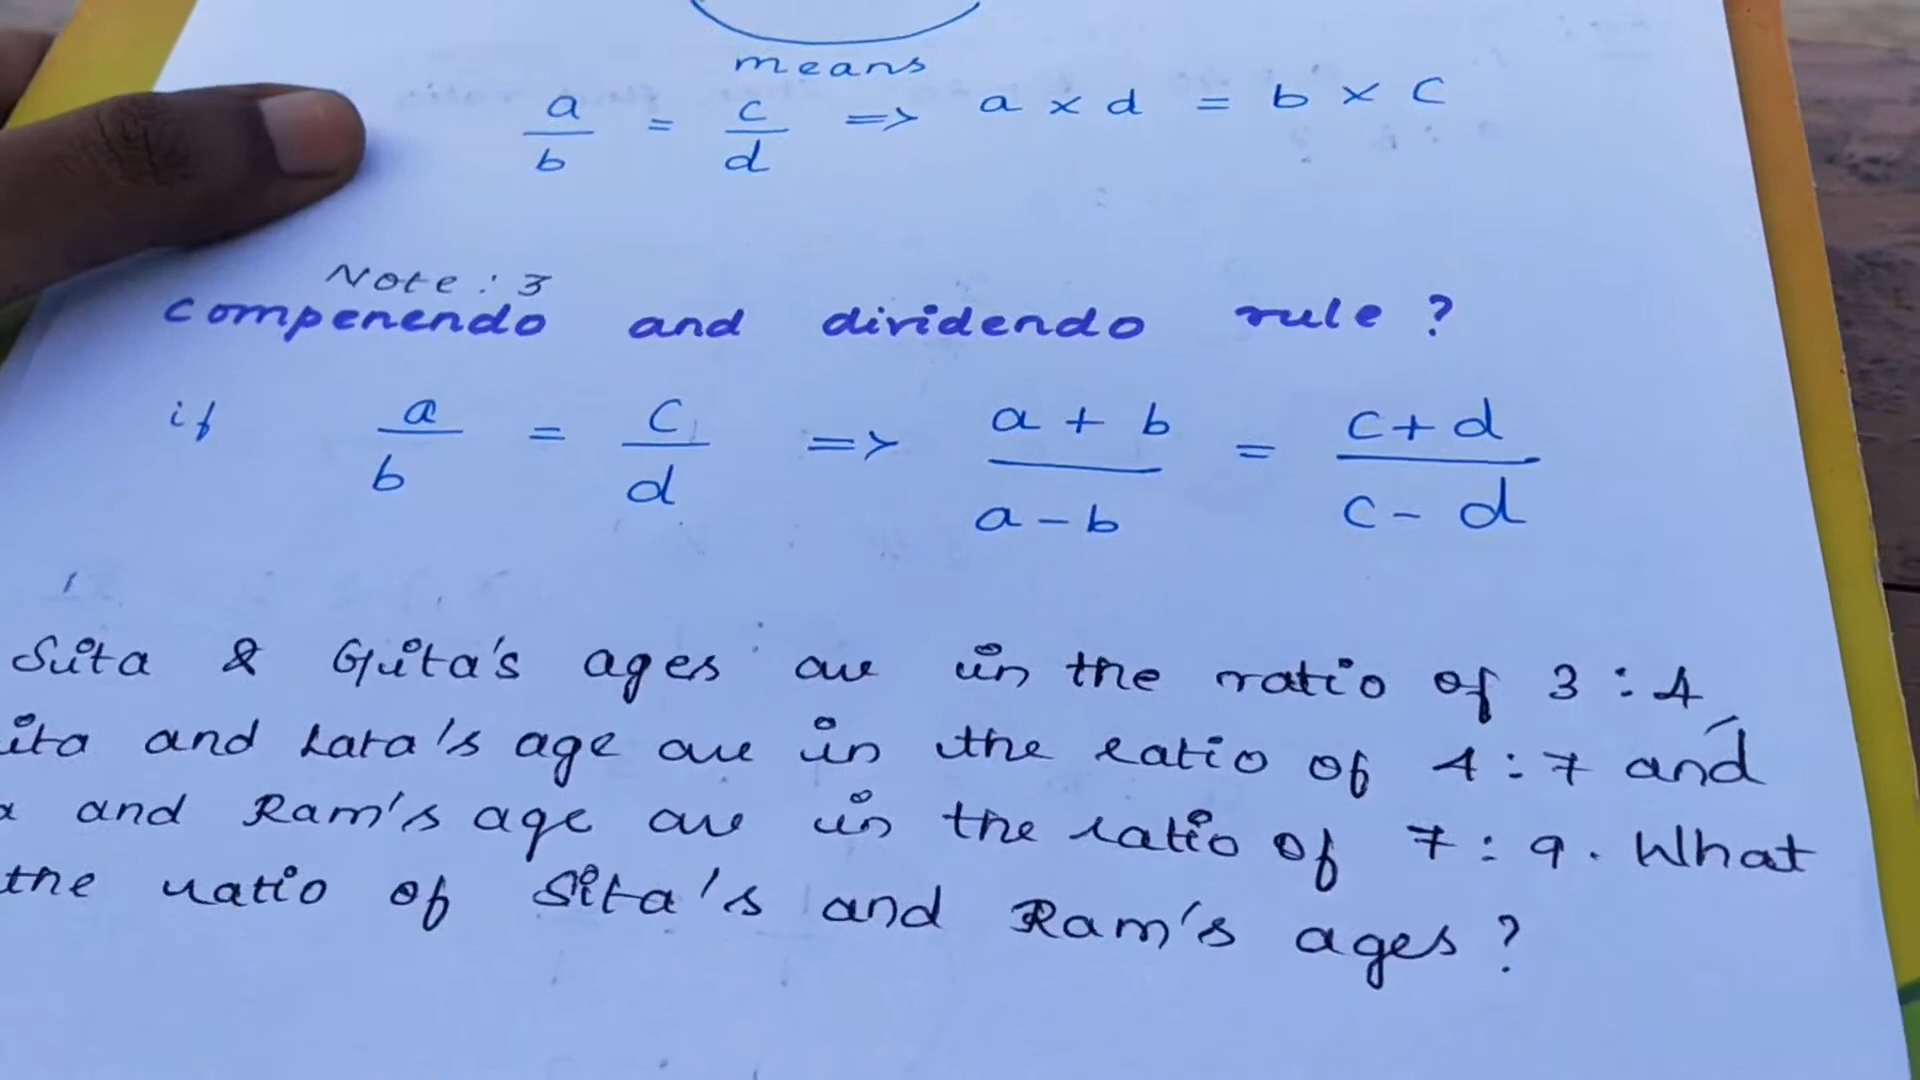 means
a/b = c/d => a x d = b x c
Note : 3
compenendo and dividendo rule ?
if a/b = c/d => a + b / a - b = c + d / c - d
Sita & Gita's ages are in the ratio of 3 : 4,
ita and Lata's age are in the ratio of 4 : 7 and
a and Ram's age are in the ratio of 7 : 9 . What
the ratio of Sita's and Ram's ages ?